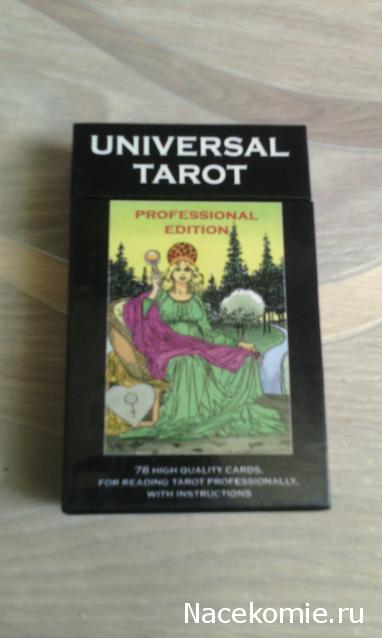 UNIVERSAL
TAROT
PROFESSIONAL
EDITION
78 HIGH QUALITY CARDS,
FOR READING TAROT PROFESSIONALLY,
WITH INSTRUCTIONS
Nacekomie.ru